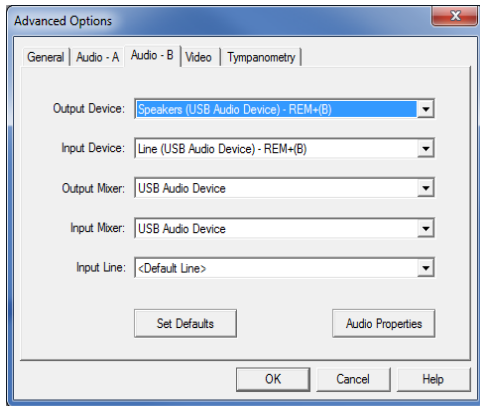 Advanced Options
General Audio - A Audio - B Video Tympanometry
Output Device: Speakers (USB Audio Device) - REM+(B)
Input Device: Line (USB Audio Device) - REM+(B)
Output Mixer: USB Audio Device
Input Mixer: USB Audio Device
Input Line: <Default Line>
Set Defaults Audio Properties
OK Cancel Help